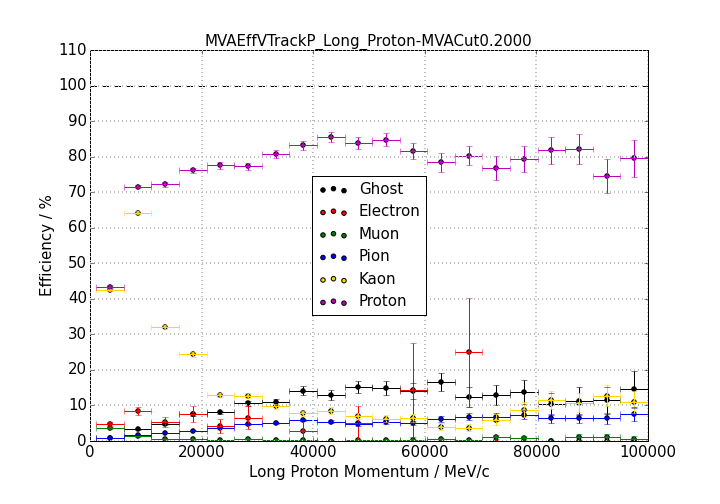 MVAEffVTrackP_Long_Proton-MVACut0.2000
110
100
90
80
70
60
50
40
30
20
10
0
Efficiency / %
Ghost
Electron
Muon
Pion
Kaon
Proton
0 20000 40000 60000 80000 100000
Long Proton Momentum / MeV/c